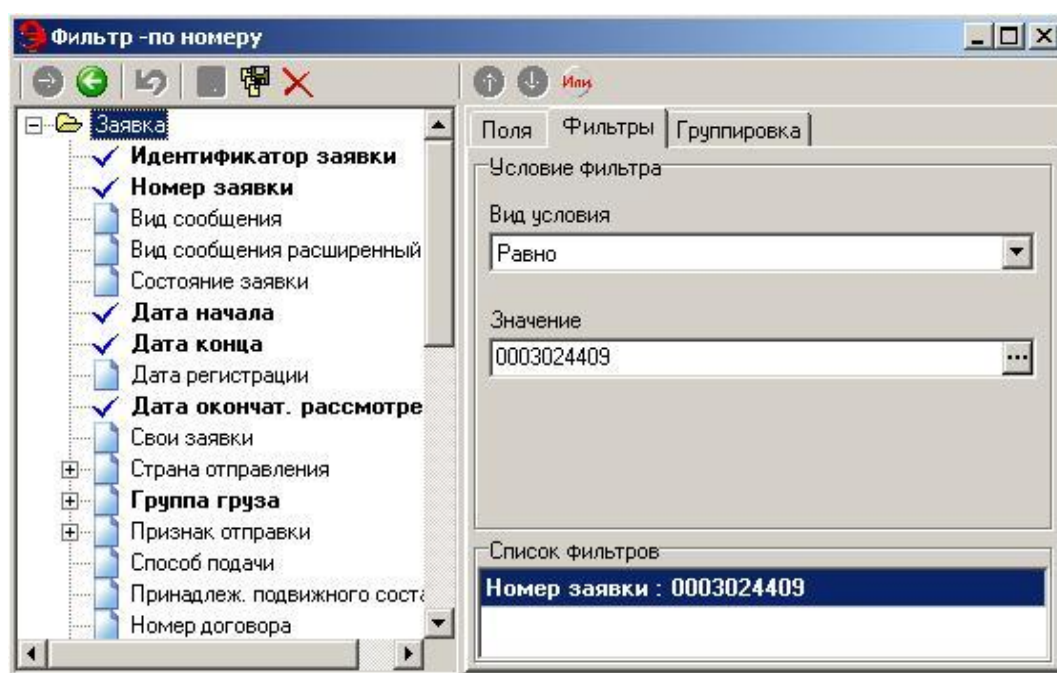 Фильтр -по номеру
Или
Заявка
Идентификатор заявки
Номер заявки
Вид сообщения
Вид сообщения расширенный
Состояние заявки
Дата начала
Дата конца
Дата регистрации
Дата окончат. рассмотре
Свои заявки
Страна отправления
Группа груза
Признак отправки
Способ подачи
Принадлеж. подвижного соста
Номер договора
Поля Фильтры Группировка
Условие фильтра
Вид условия
Равно
Значение
0003024409
...
Список фильтров
Номер заявки : 0003024409